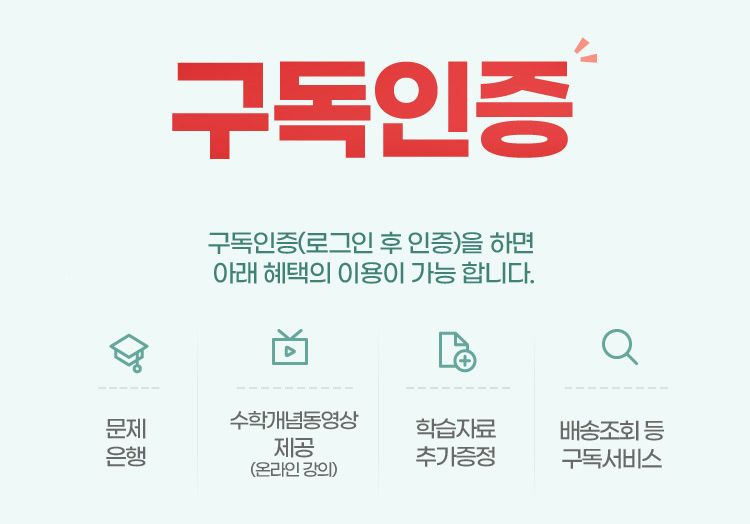 구독인증
구독인증(로그인 후 인증)을 하면
아래 혜택의 이용이 가능 합니다.
문제
은행
수학개념동영상
제공
(온라인 강의)
학습자료
추가증정
배송조회 등
구독서비스